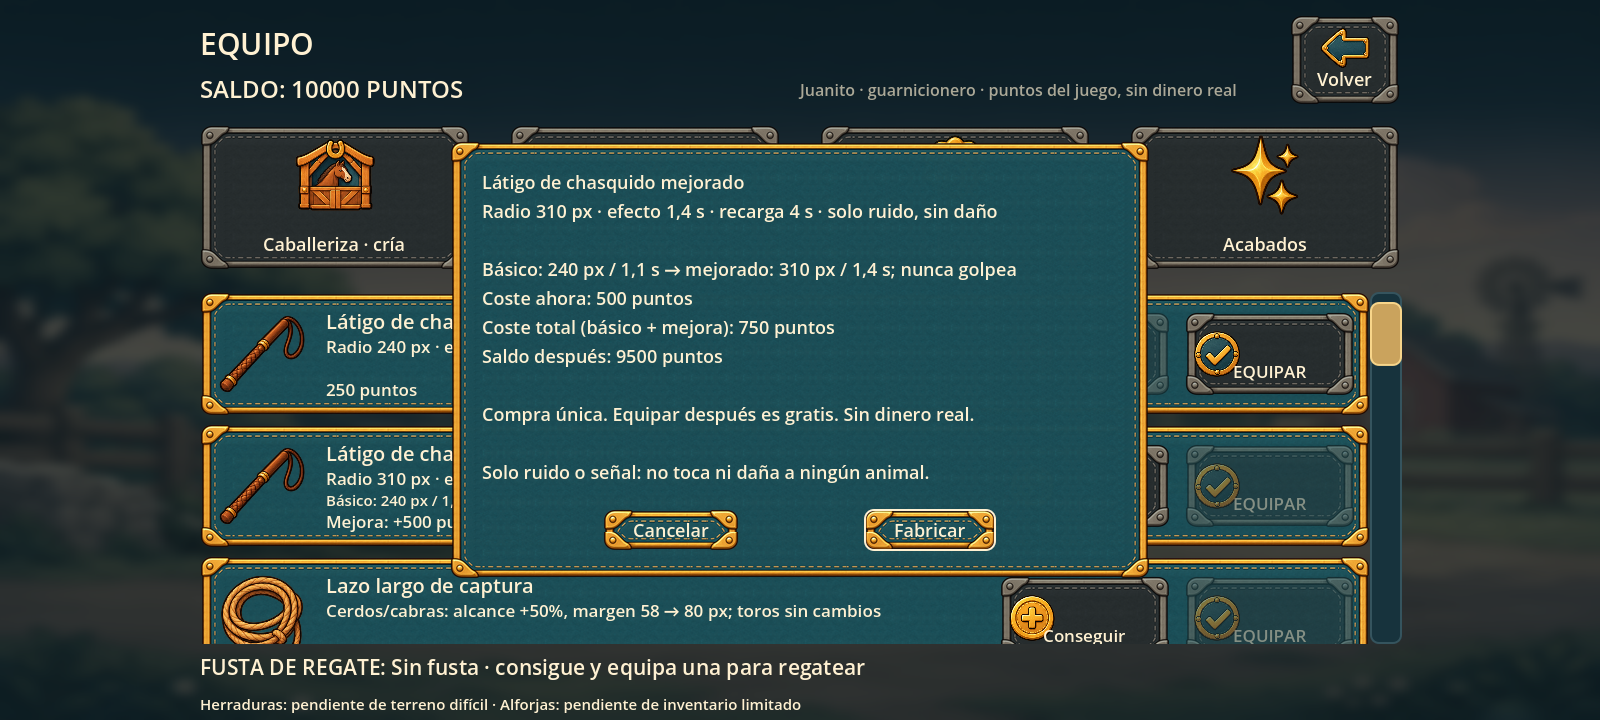 EQUIPO
SALDO: 10000 PUNTOS
Juanito · guarnicionero · puntos del juego, sin dinero real
Volver
Caballeriza · cría
Acabados
Látigo de chasquido mejorado
Radio 310 px · efecto 1,4 s · recarga 4 s · solo ruido, sin daño
Básico: 240 px / 1,1 s → mejorado: 310 px / 1,4 s; nunca golpea
Coste ahora: 500 puntos
Coste total (básico + mejora): 750 puntos
Saldo después: 9500 puntos
Compra única. Equipar después es gratis. Sin dinero real.
Solo ruido o señal: no toca ni daña a ningún animal.
Cancelar
Fabricar
Látigo de cha
Radio 240 px · e
250 puntos
EQUIPAR
Látigo de cha
Radio 310 px · e
Básico: 240 px / 1,
Mejora: +500 pu
EQUIPAR
Lazo largo de captura
Cerdos/cabras: alcance +50%, margen 58 → 80 px; toros sin cambios
Conseguir
EQUIPAR
FUSTA DE REGATE: Sin fusta · consigue y equipa una para regatear
Herraduras: pendiente de terreno difícil · Alforjas: pendiente de inventario limitado